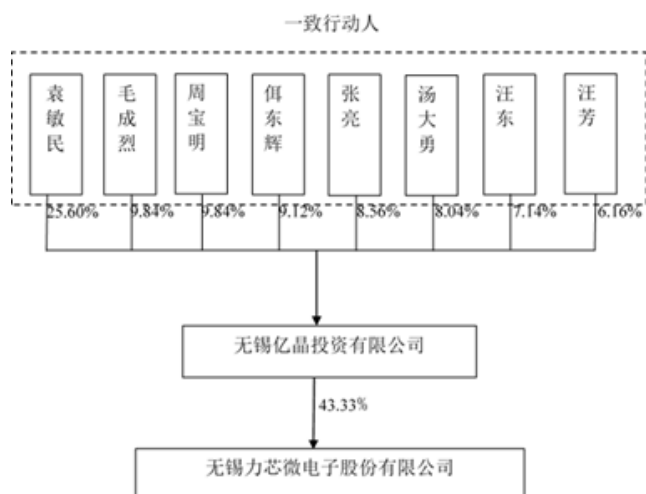 一致行动人
袁敏民
毛成烈
周宝明
佴东辉
张亮
汤大勇
汪东
汪芳
25.60%
9.84%
9.84%
9.12%
8.56%
8.04%
7.14%
6.16%
无锡亿晶投资有限公司
43.33%
无锡力芯微电子股份有限公司